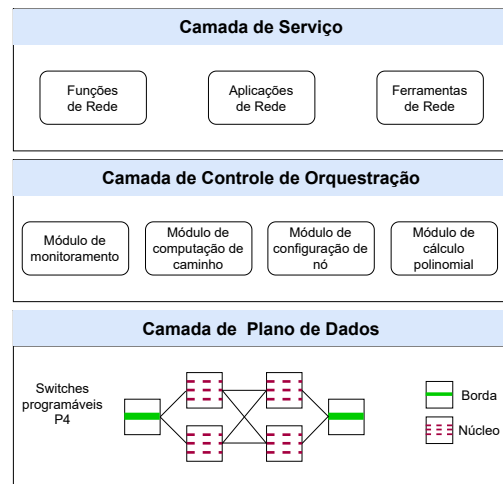 Camada de Serviço
Funções
de Rede
Aplicações
de Rede
Ferramentas
de Rede
Camada de Controle de Orquestração
Módulo de
monitoramento
Módulo de
computação de
caminho
Módulo de
configuração de
nó
Módulo de
cálculo
polinomial
Camada de Plano de Dados
Switches
programáveis
P4
Borda
Núcleo